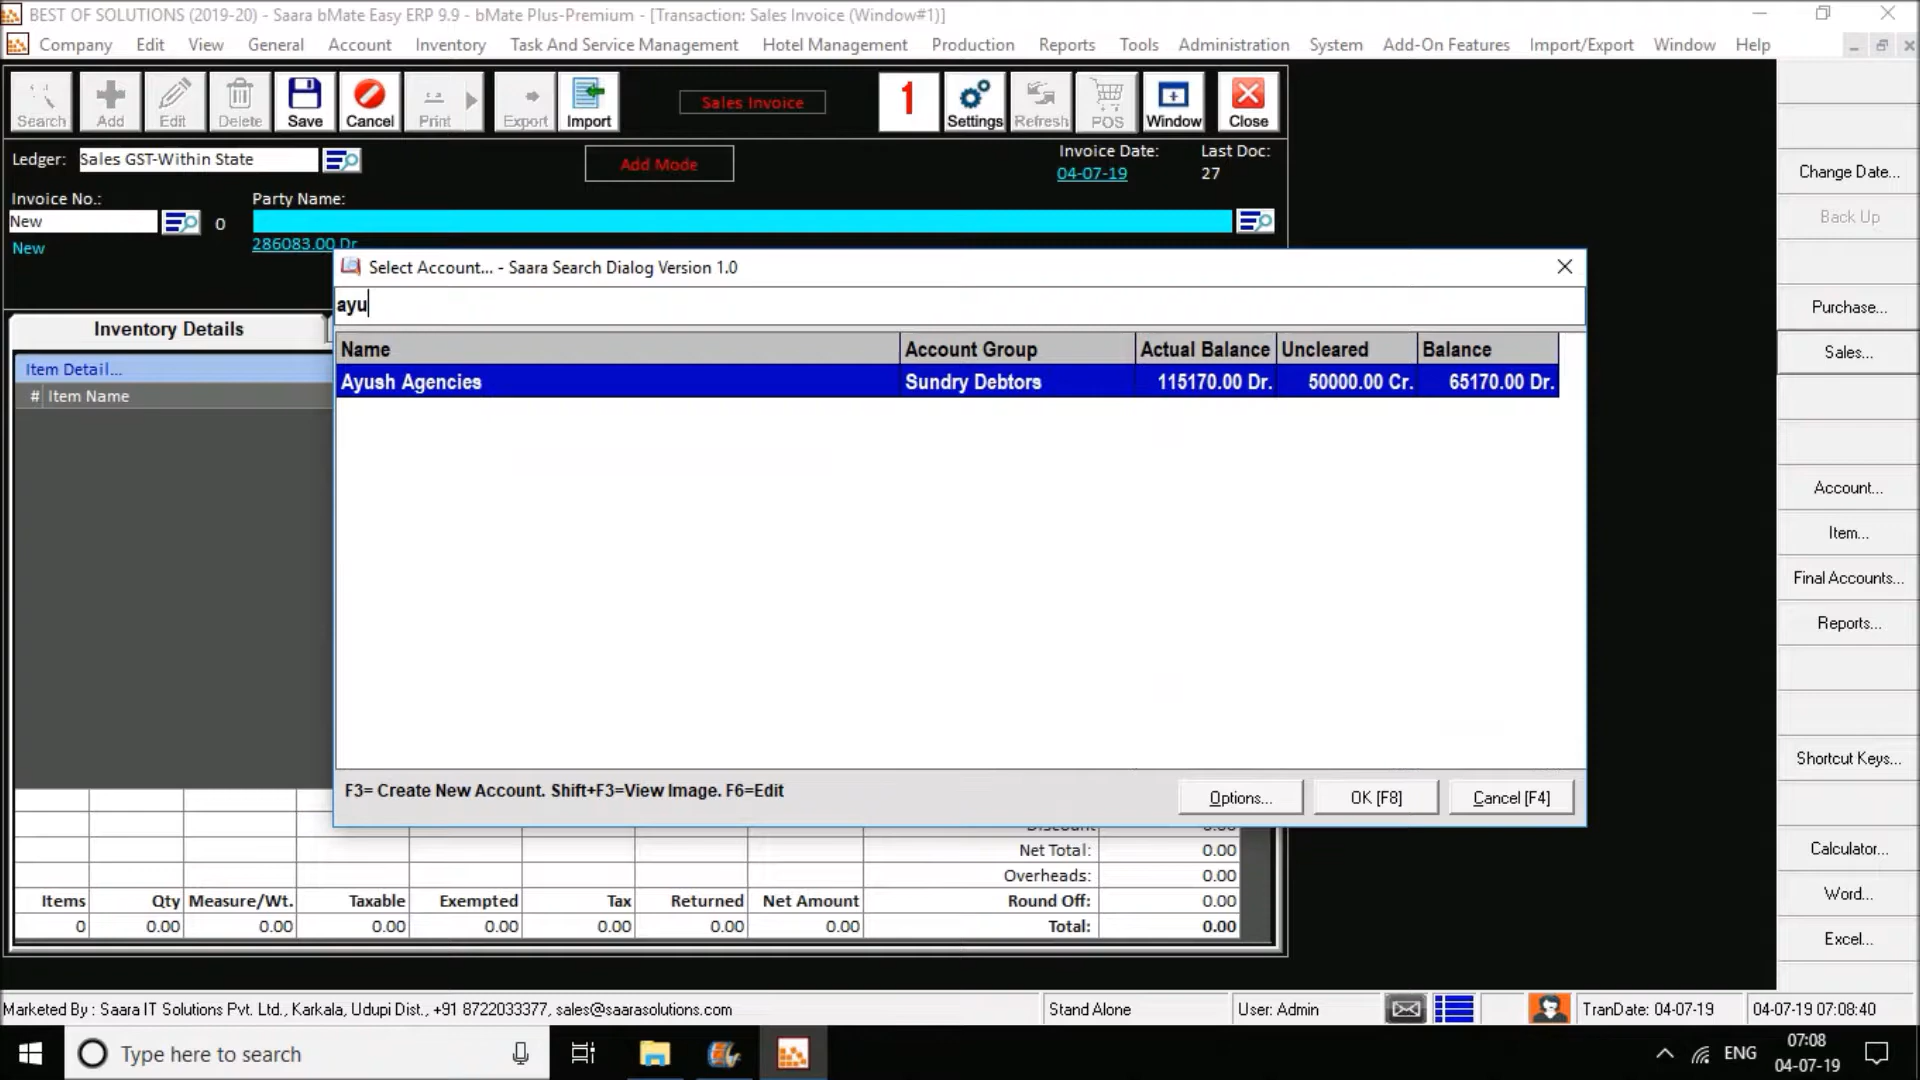 BEST OF SOLUTIONS (2019-20) - Saara bMate Easy ERP 9.9 - bMate Plus-Premium - [Transaction: Sales Invoice (Window#1)]
Company Edit View General Account Inventory Task And Service Management Hotel Management Production Reports Tools Administration System Add-On Features Import/Export Window Help
Search Add Edit Delete Save Cancel Print Export Import Sales Invoice 1 Settings Refresh POS Window Close
Ledger: Sales GST-Within State
Add Mode
Invoice Date: Last Doc:
04-07-19 27
Invoice No.: Party Name:
New 0
New 286083.00 Dr
Select Account... - Saara Search Dialog Version 1.0
ayu
Name Account Group Actual Balance Uncleared Balance
Ayush Agencies Sundry Debtors 115170.00 Dr. 50000.00 Cr. 65170.00 Dr.
F3= Create New Account. Shift+F3=View Image. F6=Edit
Options... OK [F8] Cancel [F4]
Inventory Details
Item Detail...
# Item Name
Discount 0.00
Net Total: 0.00
Overheads: 0.00
Items Qty Measure/Wt. Taxable Exempted Tax Returned Net Amount Round Off: 0.00
0 0.00 0.00 0.00 0.00 0.00 0.00 0.00 Total: 0.00
Change Date...
Back Up
Purchase...
Sales...
Account...
Item...
Final Accounts...
Reports...
Shortcut Keys...
Calculator...
Word...
Excel...
Marketed By : Saara IT Solutions Pvt. Ltd., Karkala, Udupi Dist., +91 8722033377, sales@saarasolutions.com
Stand Alone
User: Admin
TranDate: 04-07-19
04-07-19 07:08:40
Type here to search
ENG
07:08
04-07-19